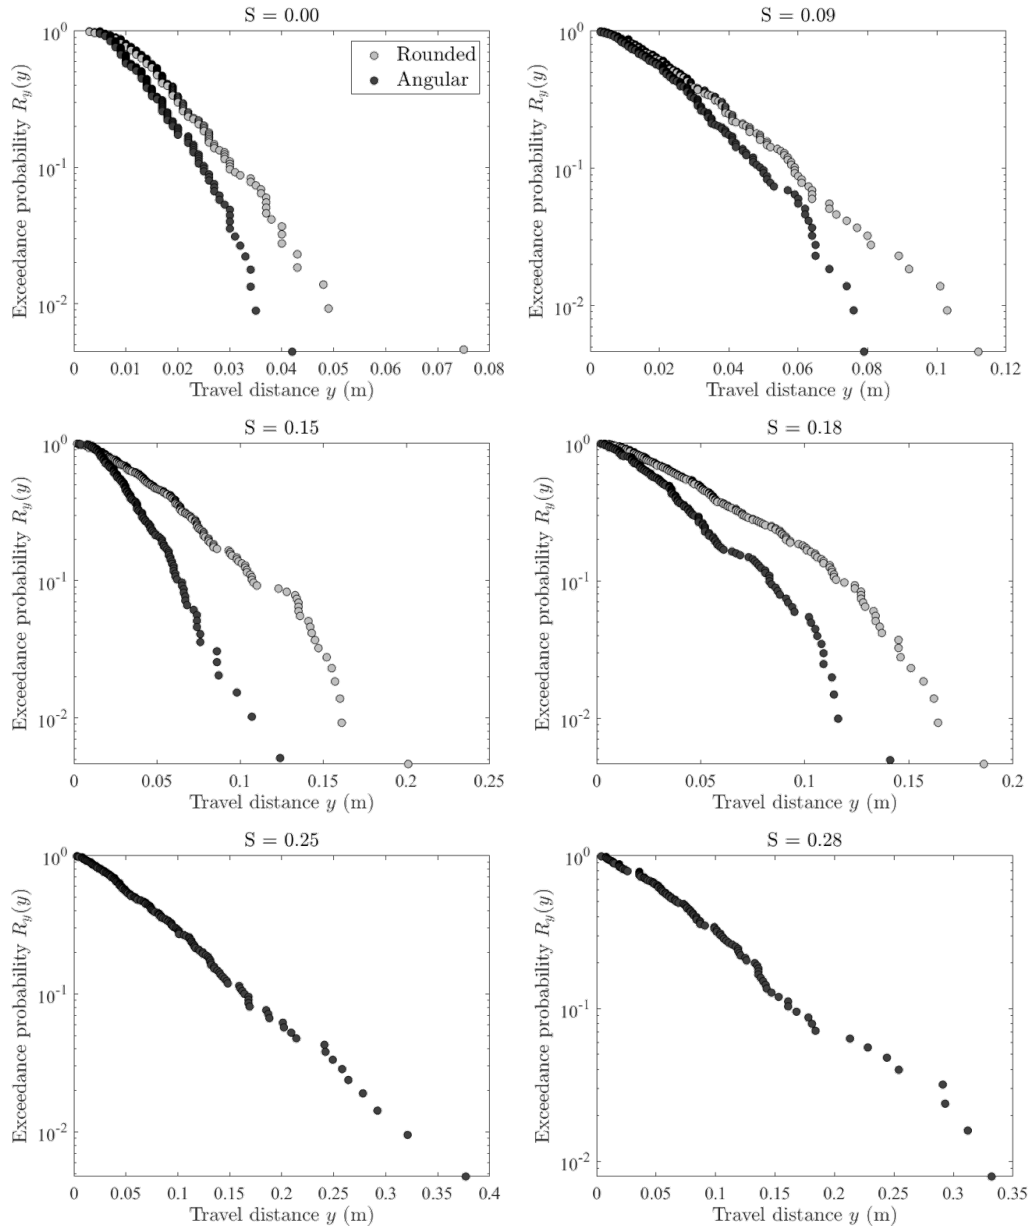 S = 0.00
Exceedance probability R_y(y)
10^0
10^-1
10^-2
Rounded
Angular
0 0.01 0.02 0.03 0.04 0.05 0.06 0.07 0.08
Travel distance y (m)
S = 0.09
Exceedance probability R_y(y)
10^0
10^-1
10^-2
0 0.02 0.04 0.06 0.08 0.1 0.12
Travel distance y (m)
S = 0.15
Exceedance probability R_y(y)
10^0
10^-1
10^-2
0 0.05 0.1 0.15 0.2 0.25
Travel distance y (m)
S = 0.18
Exceedance probability R_y(y)
10^0
10^-1
10^-2
0 0.05 0.1 0.15 0.2
Travel distance y (m)
S = 0.25
Exceedance probability R_y(y)
10^0
10^-1
10^-2
0 0.05 0.1 0.15 0.2 0.25 0.3 0.35 0.4
Travel distance y (m)
S = 0.28
Exceedance probability R_y(y)
10^0
10^-1
10^-2
0 0.05 0.1 0.15 0.2 0.25 0.3 0.35
Travel distance y (m)